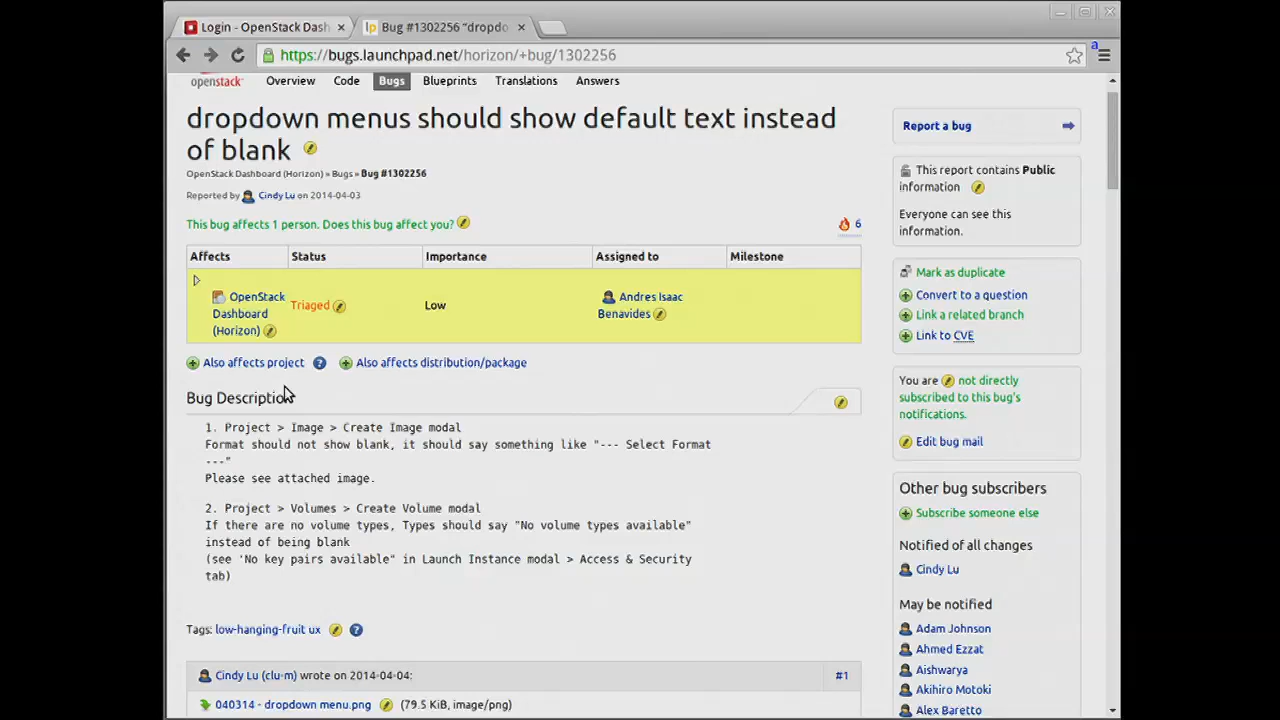 Login - OpenStack Dash
Bug #1302256 "dropdo
https://bugs.launchpad.net/horizon/+bug/1302256
openstack
Overview Code Bugs Blueprints Translations Answers
dropdown menus should show default text instead
of blank
OpenStack Dashboard (Horizon) » Bugs » Bug #1302256
Reported by Cindy Lu on 2014-04-03
This bug affects 1 person. Does this bug affect you? 6
Affects Status Importance Assigned to Milestone
OpenStack
Dashboard
(Horizon)
Triaged
Low
Andres Isaac
Benavides
Also affects project Also affects distribution/package
Bug Description
1. Project > Image > Create Image modal
Format should not show blank, it should say something like "--- Select Format
---"
Please see attached image.
2. Project > Volumes > Create Volume modal
If there are no volume types, Types should say "No volume types available"
instead of being blank
(see 'No key pairs available" in Launch Instance modal > Access & Security
tab)
Tags: low-hanging-fruit ux
Cindy Lu (clu-m) wrote on 2014-04-04: #1
040314 - dropdown menu.png (79.5 KiB, image/png)
Report a bug
This report contains Public
information
Everyone can see this
information.
Mark as duplicate
Convert to a question
Link a related branch
Link to CVE
You are not directly
subscribed to this bug's
notifications.
Edit bug mail
Other bug subscribers
Subscribe someone else
Notified of all changes
Cindy Lu
May be notified
Adam Johnson
Ahmed Ezzat
Aishwarya
Akihiro Motoki
Alex Baretto